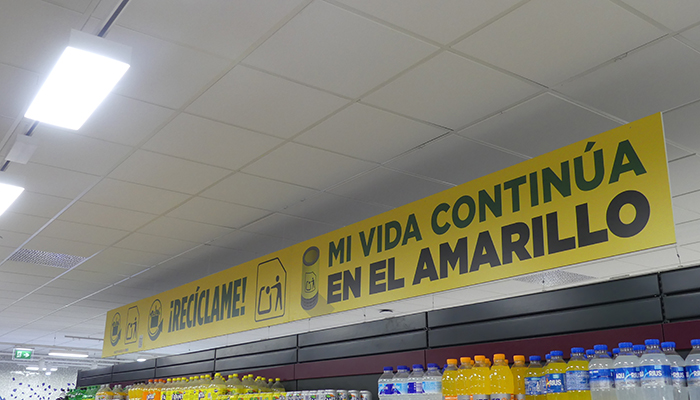 ¡RECÍCLAME!
MI VIDA CONTINÚA
EN EL AMARILLO